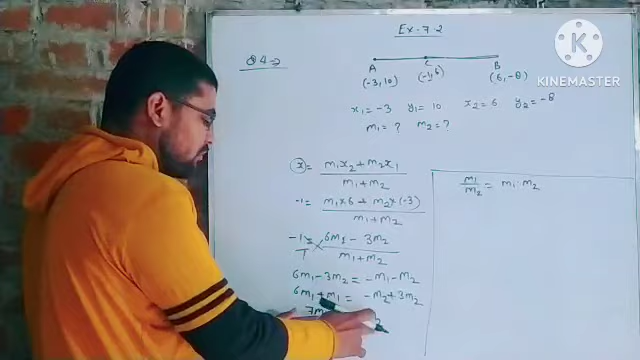 Ex-7.2
Q4→
A C B
(-3,10) (-1,6) (6,-8)
K
KINEMASTER
x₁=-3 y₁=10 x₂=6 y₂=-8
m₁=? m₂=?
x = m₁x₂+m₂x₁ / m₁+m₂
-1 = m₁×6+m₂×(-3) / m₁+m₂
-1/1 = 6m₁-3m₂ / m₁+m₂
6m₁-3m₂ = -m₁-m₂
6m₁+m₁ = -m₂+3m₂
7m
m₁/m₂ = m₁:m₂